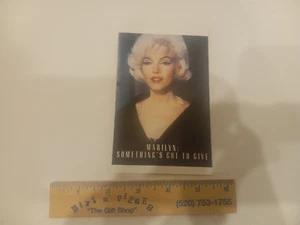 MARILYN:
SOMETHING'S GOT TO GIVE
"The Gift Shop"
(520) 753-1755